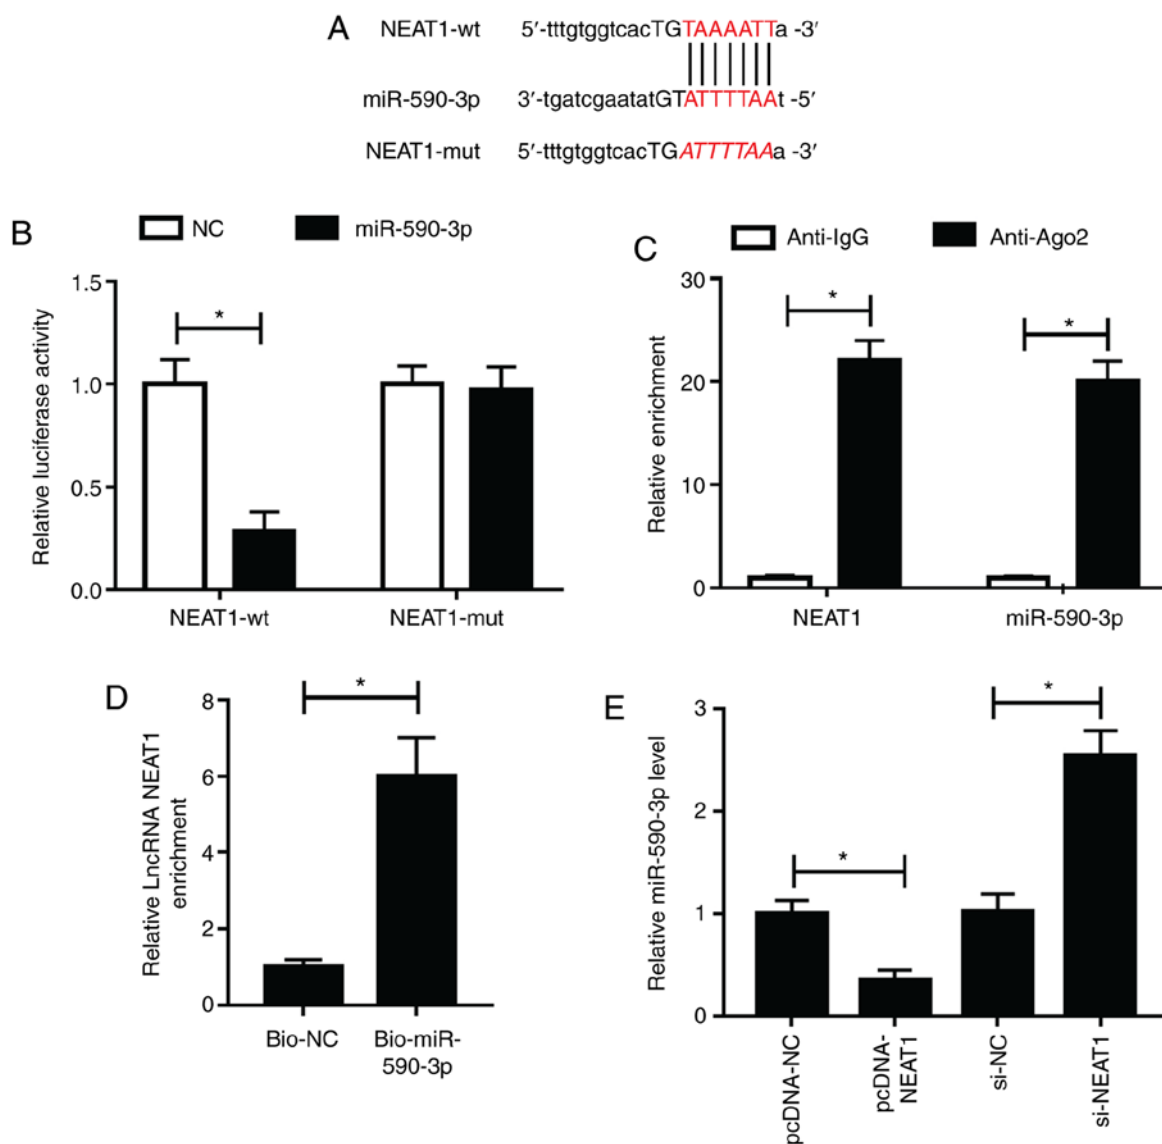 A
NEAT1-wt 5′-tttgtggtcacTGTAAAATTa -3′
miR-590-3p 3′-tgatcgaatatGTATTTTAAt -5′
NEAT1-mut 5′-tttgtggtcacTGATTTTAAa -3′
B
NC miR-590-3p
Relative luciferase activity
1.5
1.0
0.5
0.0
*
NEAT1-wt NEAT1-mut
C
Anti-IgG Anti-Ago2
Relative enrichment
30
20
10
0
* *
NEAT1 miR-590-3p
D
Relative LncRNA NEAT1
enrichment
8
6
4
2
0
*
Bio-NC Bio-miR-
590-3p
E
Relative miR-590-3p level
3
2
1
0
* *
pcDNA-NC
pcDNA-
NEAT1
si-NC
si-NEAT1